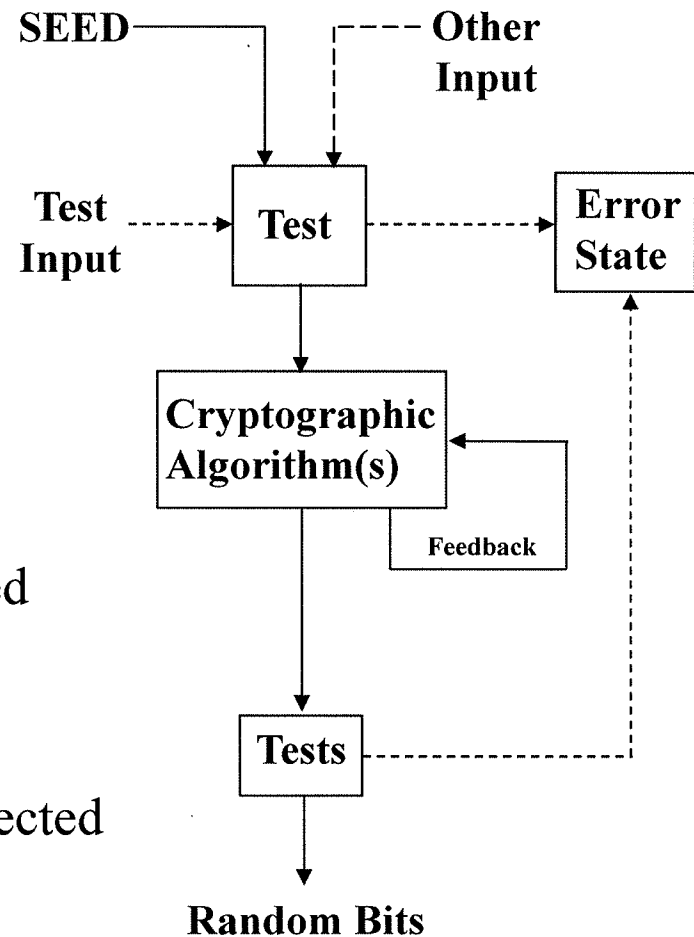 SEED
Other
Input
Test
Input
Test
Error
State
Cryptographic
Algorithm(s)
Feedback
Tests
Random Bits